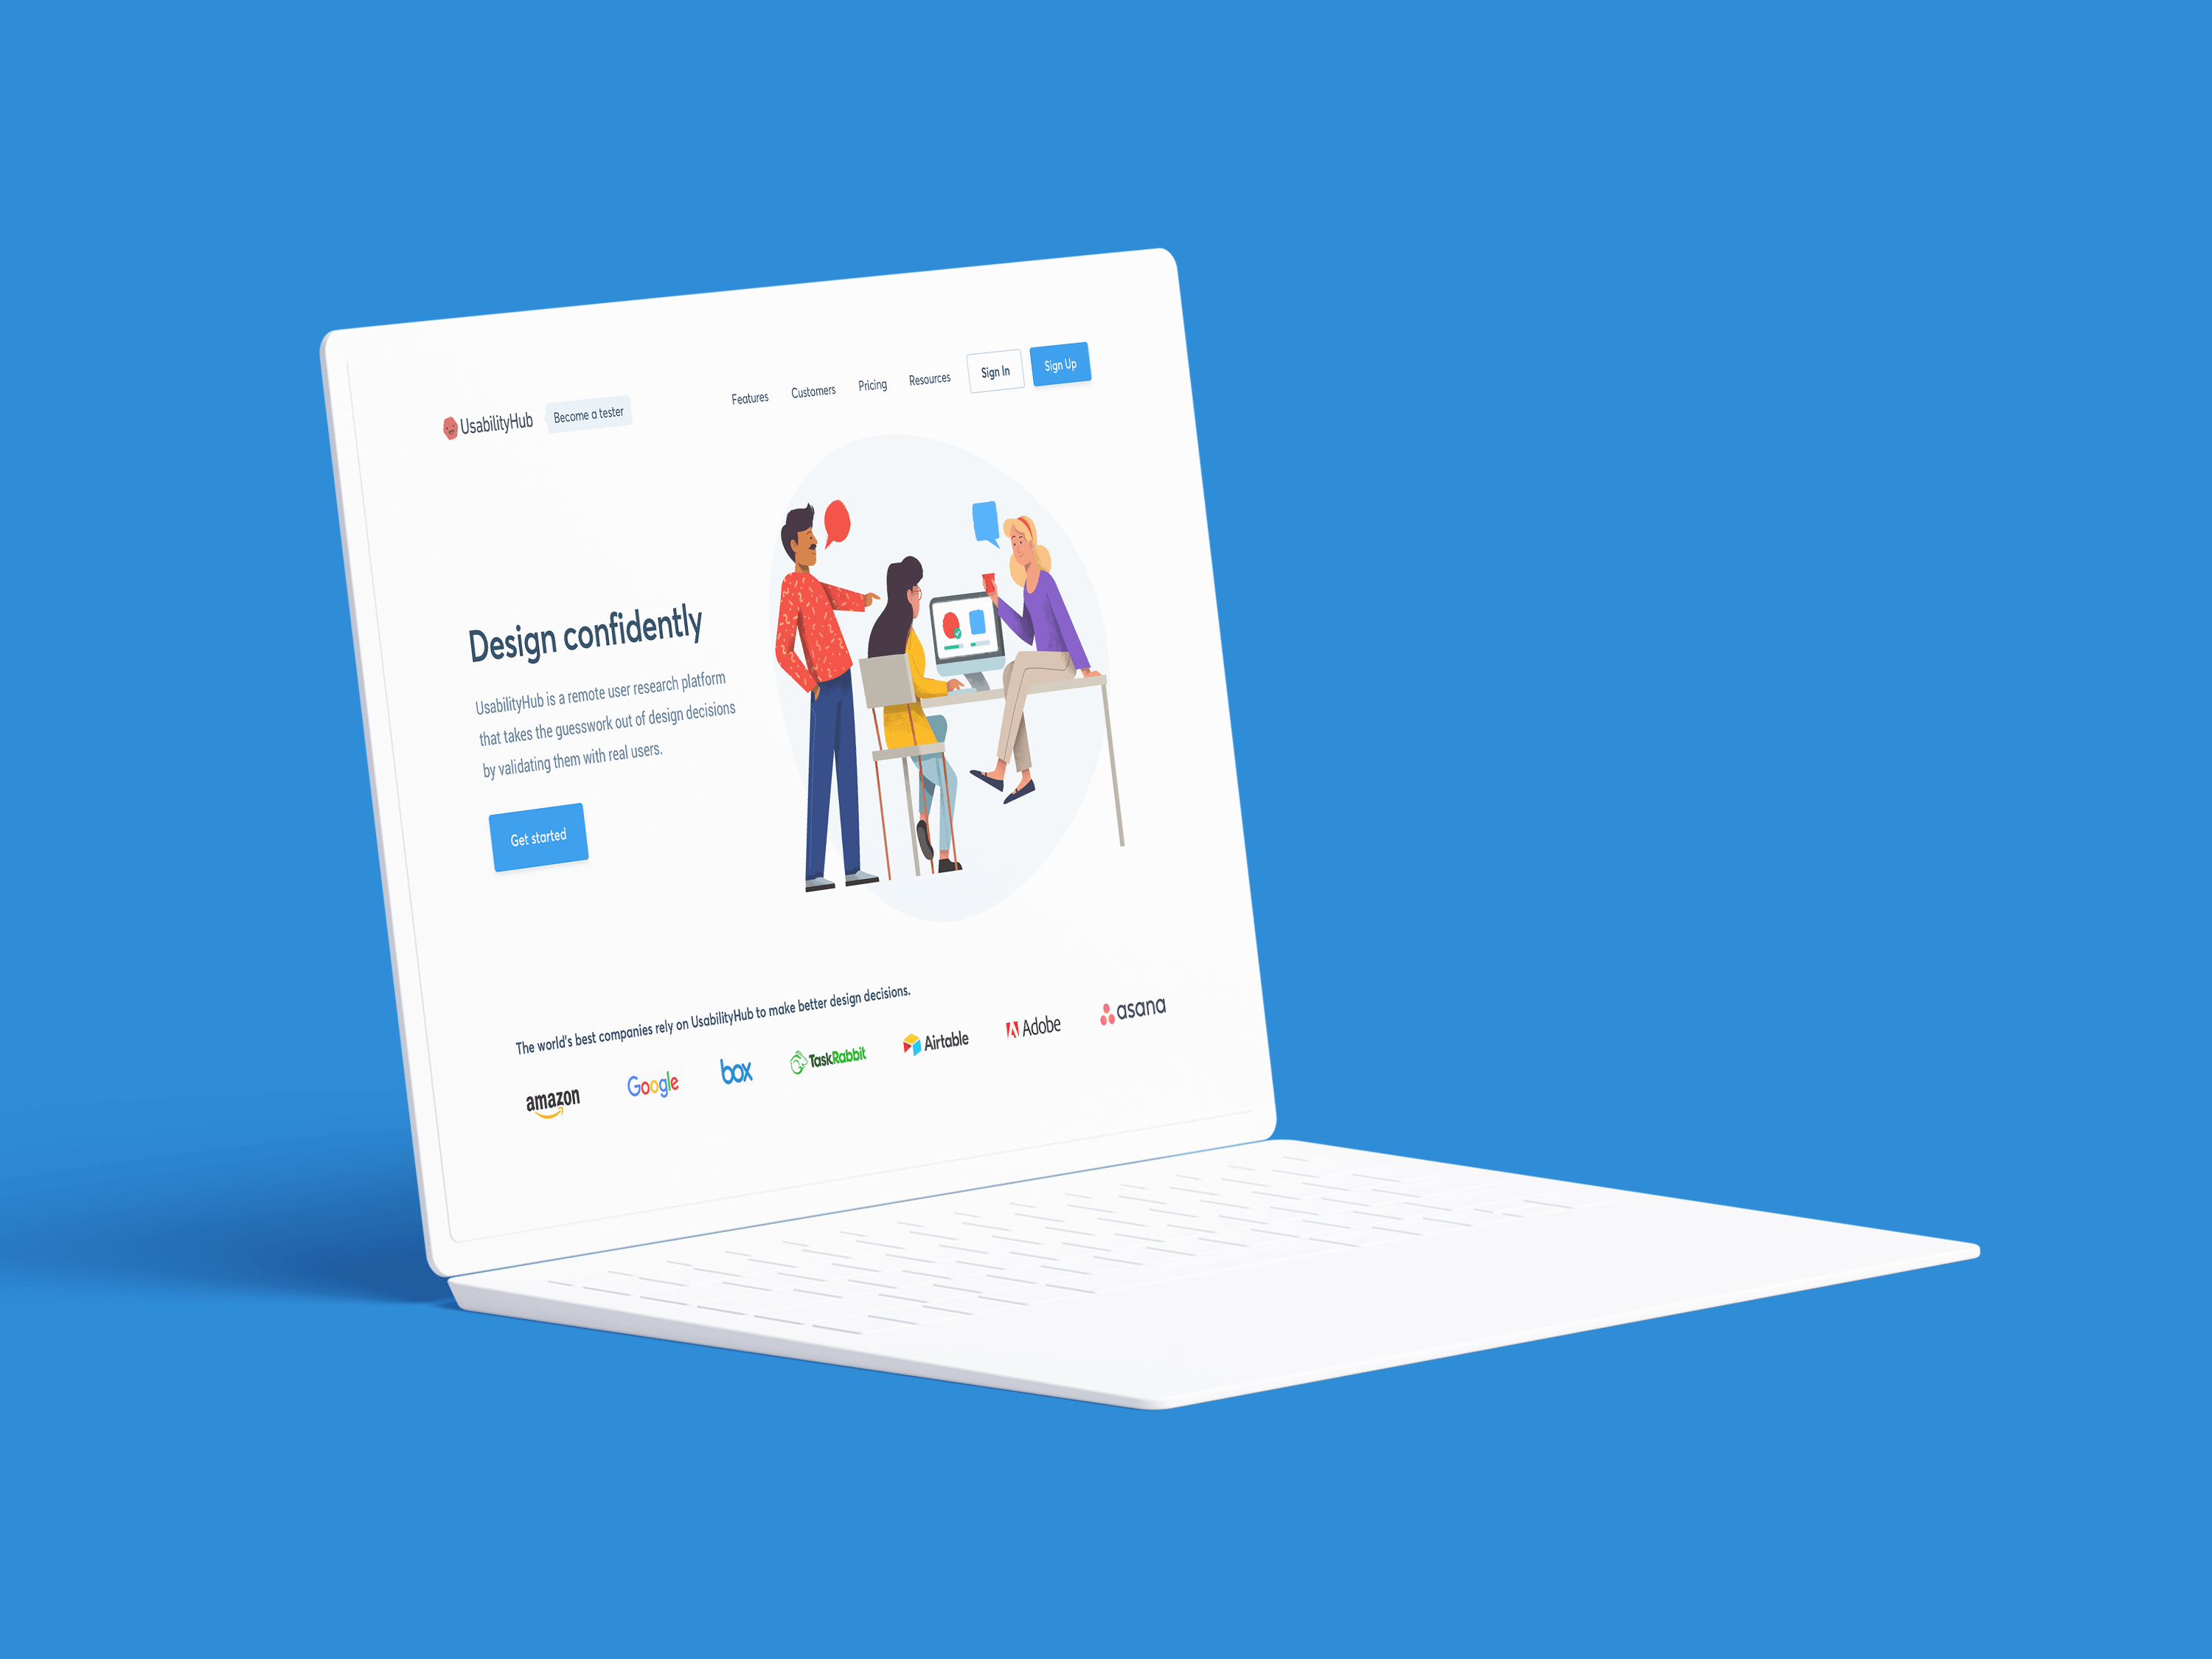 UsabilityHub
Become a tester
Features
Customers
Pricing
Resources
Sign In
Sign Up
Design confidently
UsabilityHub is a remote user research platform
that takes the guesswork out of design decisions
by validating them with real users.
Get started
The world's best companies rely on UsabilityHub to make better design decisions.
amazon
Google
box
TaskRabbit
Airtable
Adobe
asana